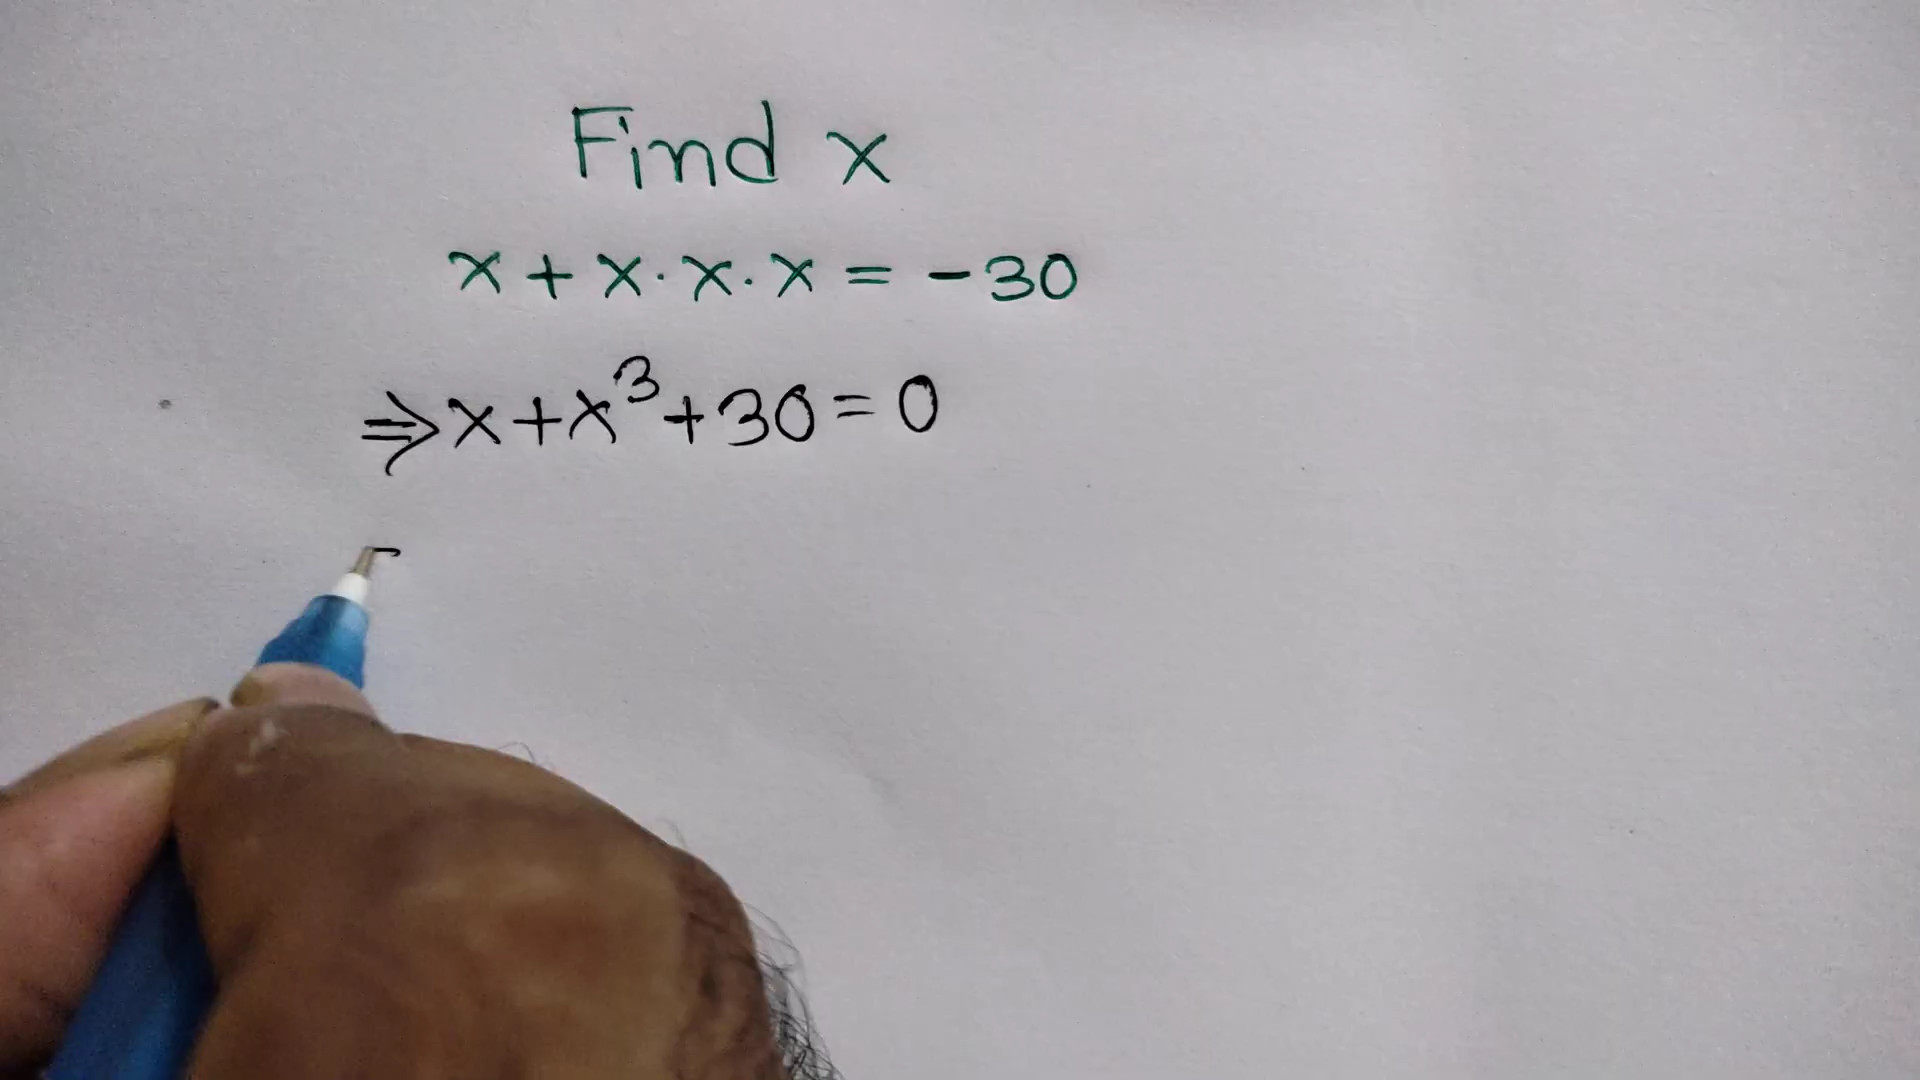 Find x
x + x · x · x = - 30
⇒ x + x³ + 30 = 0